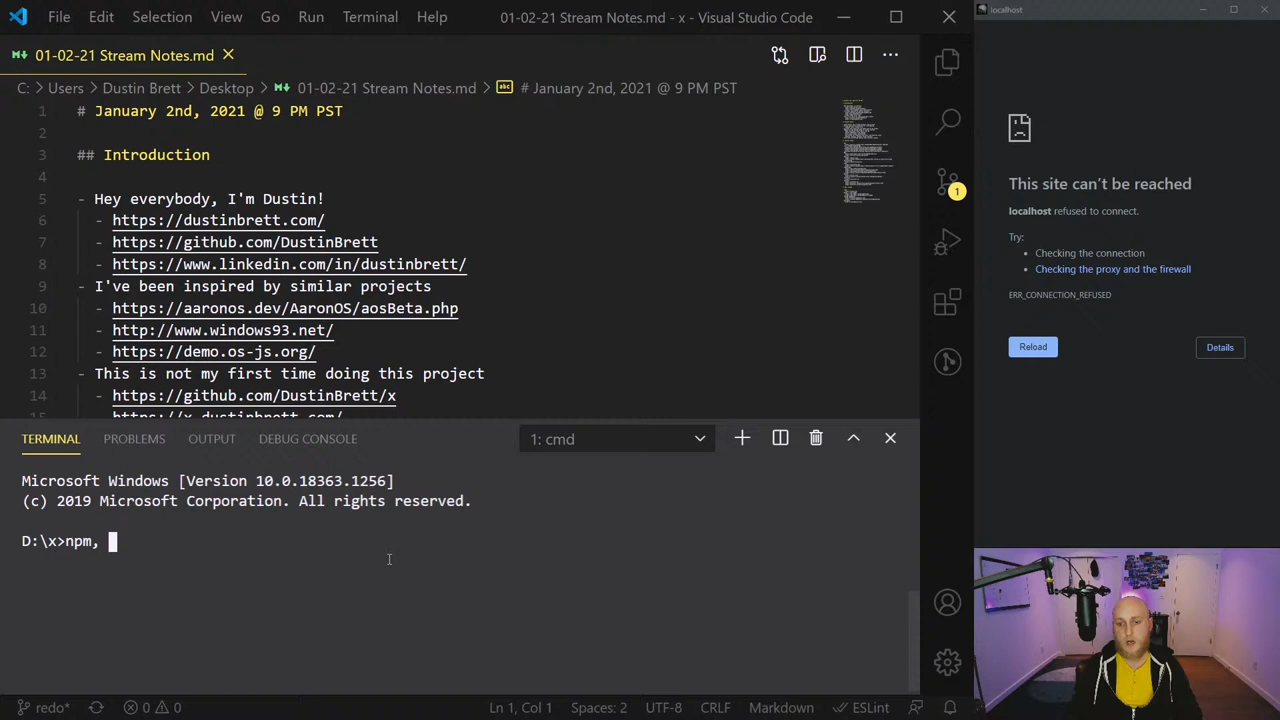 File Edit Selection View Go Run Terminal Help 01-02-21 Stream Notes.md - x - Visual Studio Code
localhost
01-02-21 Stream Notes.md
C: > Users > Dustin Brett > Desktop > 01-02-21 Stream Notes.md > abc # January 2nd, 2021 @ 9 PM PST
1 # January 2nd, 2021 @ 9 PM PST
2
3 ## Introduction
4
5 - Hey everybody, I'm Dustin!
6 - https://dustinbrett.com/
7 - https://github.com/DustinBrett
8 - https://www.linkedin.com/in/dustinbrett/
9 - I've been inspired by similar projects
10 - https://aaronos.dev/AaronOS/aosBeta.php
11 - http://www.windows93.net/
12 - https://demo.os-js.org/
13 - This is not my first time doing this project
14 - https://github.com/DustinBrett/x
15 - https://x.dustinbrett.com/
1
This site can’t be reached
localhost refused to connect.
Try:
• Checking the connection
• Checking the proxy and the firewall
ERR_CONNECTION_REFUSED
Reload Details
TERMINAL PROBLEMS OUTPUT DEBUG CONSOLE 1: cmd
Microsoft Windows [Version 10.0.18363.1256]
(c) 2019 Microsoft Corporation. All rights reserved.
D:\x>npm,
redo* 0 0 Ln 1, Col 1 Spaces: 2 UTF-8 CRLF Markdown ESLint